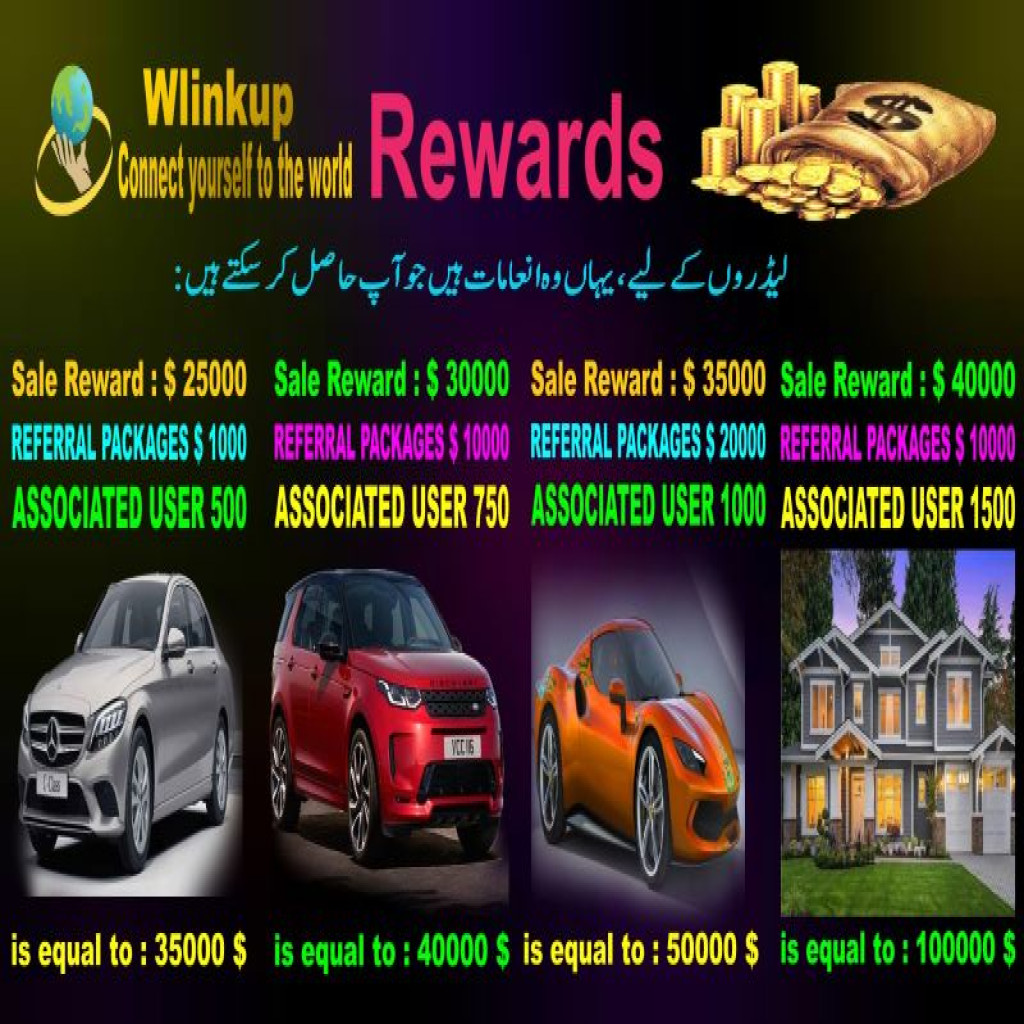 Wlinkup
Connect yourself to the world
Rewards
لیڈروں کے لیے، یہاں وہ انعامات ہیں جو آپ حاصل کر سکتے ہیں:
Sale Reward : $ 25000
REFERRAL PACKAGES $ 1000
ASSOCIATED USER 500
C-Class
is equal to : 35000 $
Sale Reward : $ 30000
REFERRAL PACKAGES $ 10000
ASSOCIATED USER 750
is equal to : 40000 $
Sale Reward : $ 35000
REFERRAL PACKAGES $ 20000
ASSOCIATED USER 1000
is equal to : 50000 $
Sale Reward : $ 40000
REFERRAL PACKAGES $ 10000
ASSOCIATED USER 1500
is equal to : 100000 $